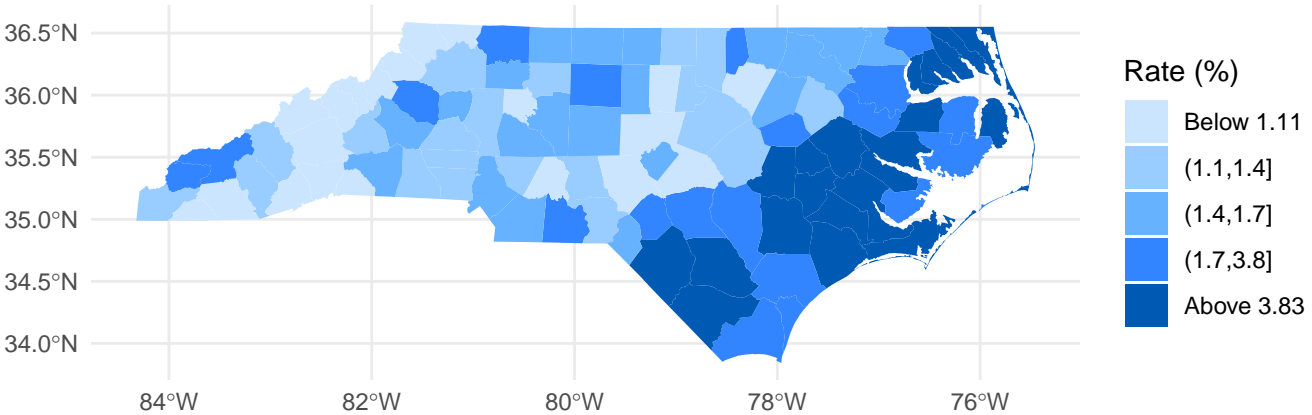 36.5°N
36.0°N
35.5°N
35.0°N
34.5°N
34.0°N
84°W
82°W
80°W
78°W
76°W
Rate (%)
Below 1.11
(1.1,1.4]
(1.4,1.7]
(1.7,3.8]
Above 3.83